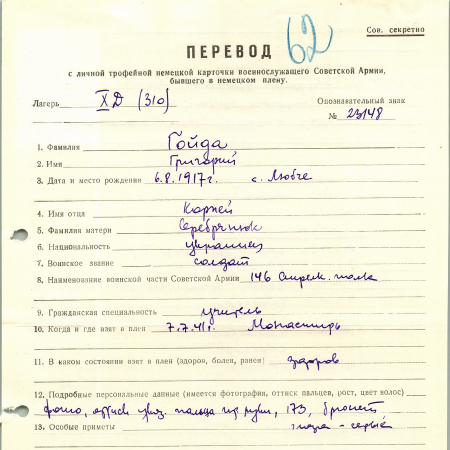 Сов. секретно
62
ПЕРЕВОД
с личной трофейной немецкой карточки военнослужащего Советской Армии,
бывшего в немецком плену.
Лагерь XD (310)
Опознавательный знак
№ 23148
1. Фамилия Гойда
2. Имя Григорий
3. Дата и место рождения 6.8.1917г. с. Любче
4. Имя отца Карней
5. Фамилия матери Серебрянюк
6. Национальность украинец
7. Воинское звание солдат
8. Наименование воинской части Советской Армии 146 стрелк. полк
9. Гражданская специальность учитель
10. Когда и где взят в плен 7.7.41г. Монастирь
11. В каком состоянии взят в плен (здоров, болен, ранен) здоров
12. Подробные персональные данные (имеется фотография, оттиск пальцев, рост, цвет волос)
фото, оттиск указ. пальца пр. руки, 173, брюнет
13. Особые приметы глаза - серые